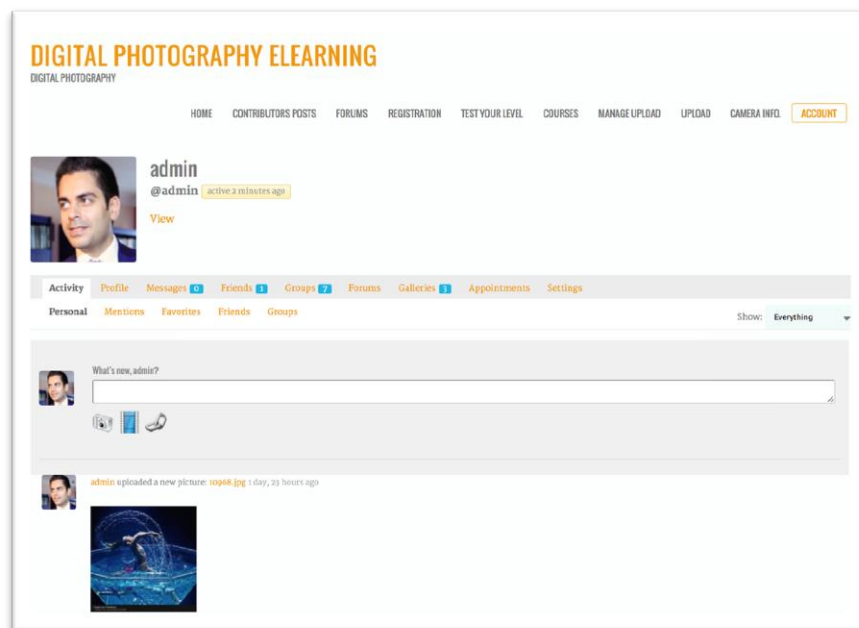 DIGITAL PHOTOGRAPHY ELEARNING
DIGITAL PHOTOGRAPHY
HOME CONTRIBUTORS POSTS FORUMS REGISTRATION TEST YOUR LEVEL COURSES MANAGE UPLOAD UPLOAD CAMERA INFO. ACCOUNT
admin
@admin active 2 minutes ago
View
Activity Profile Messages 0 Friends 1 Groups 7 Forums Galleries 3 Appointments Settings
Personal Mentions Favorites Friends Groups Show: Everything
What's new, admin?
admin uploaded a new picture: 10968.jpg 1 day, 23 hours ago